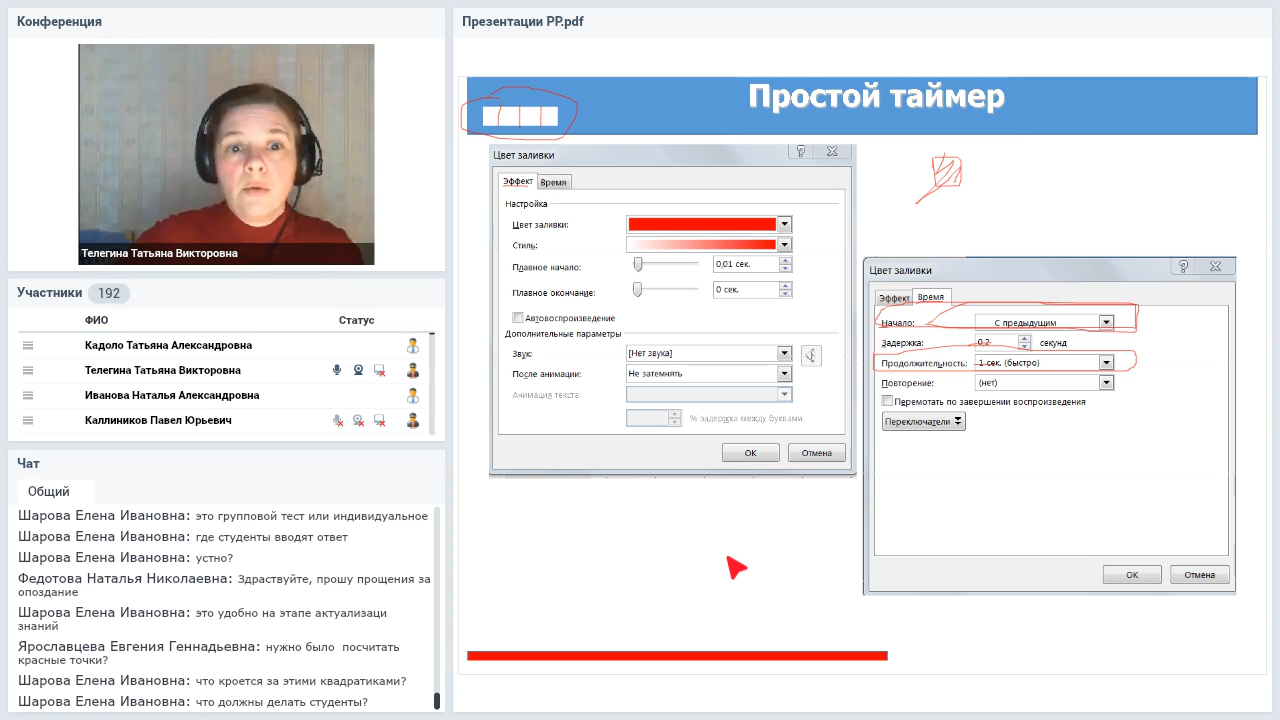 Конференция
Телегина Татьяна Викторовна
Участники 192
ФИО Статус
Кадоло Татьяна Александровна
Телегина Татьяна Викторовна
Иванова Наталья Александровна
Каллиников Павел Юрьевич
Чат
Общий
Шарова Елена Ивановна: это групповой тест или индивидуальное
Шарова Елена Ивановна: где студенты вводят ответ
Шарова Елена Ивановна: устно?
Федотова Наталья Николаевна: Здраствуйте, прошу прощения за
опоздание
Шарова Елена Ивановна: это удобно на этапе актуализаци
знаний
Ярославцева Евгения Геннадьевна: нужно было посчитать
красные точки?
Шарова Елена Ивановна: что кроется за этими квадратиками?
Шарова Елена Ивановна: что должны делать студенты?
Презентации PP.pdf
Простой таймер
Цвет заливки
Эффект Время
Настройка
Цвет заливки:
Стиль:
Плавное начало: 0,01 сек.
Плавное окончание: 0 сек.
Автовоспроизведение
Дополнительные параметры
Звук: [Нет звука]
После анимации: Не затемнять
Анимация текста:
% задержка между буквами
ОК Отмена
Цвет заливки
Эффект Время
Начало: С предыдущим
Задержка: 0,2 секунд
Продолжительность: 1 сек. (быстро)
Повторение: (нет)
Перемотать по завершении воспроизведения
Переключатели
ОК Отмена